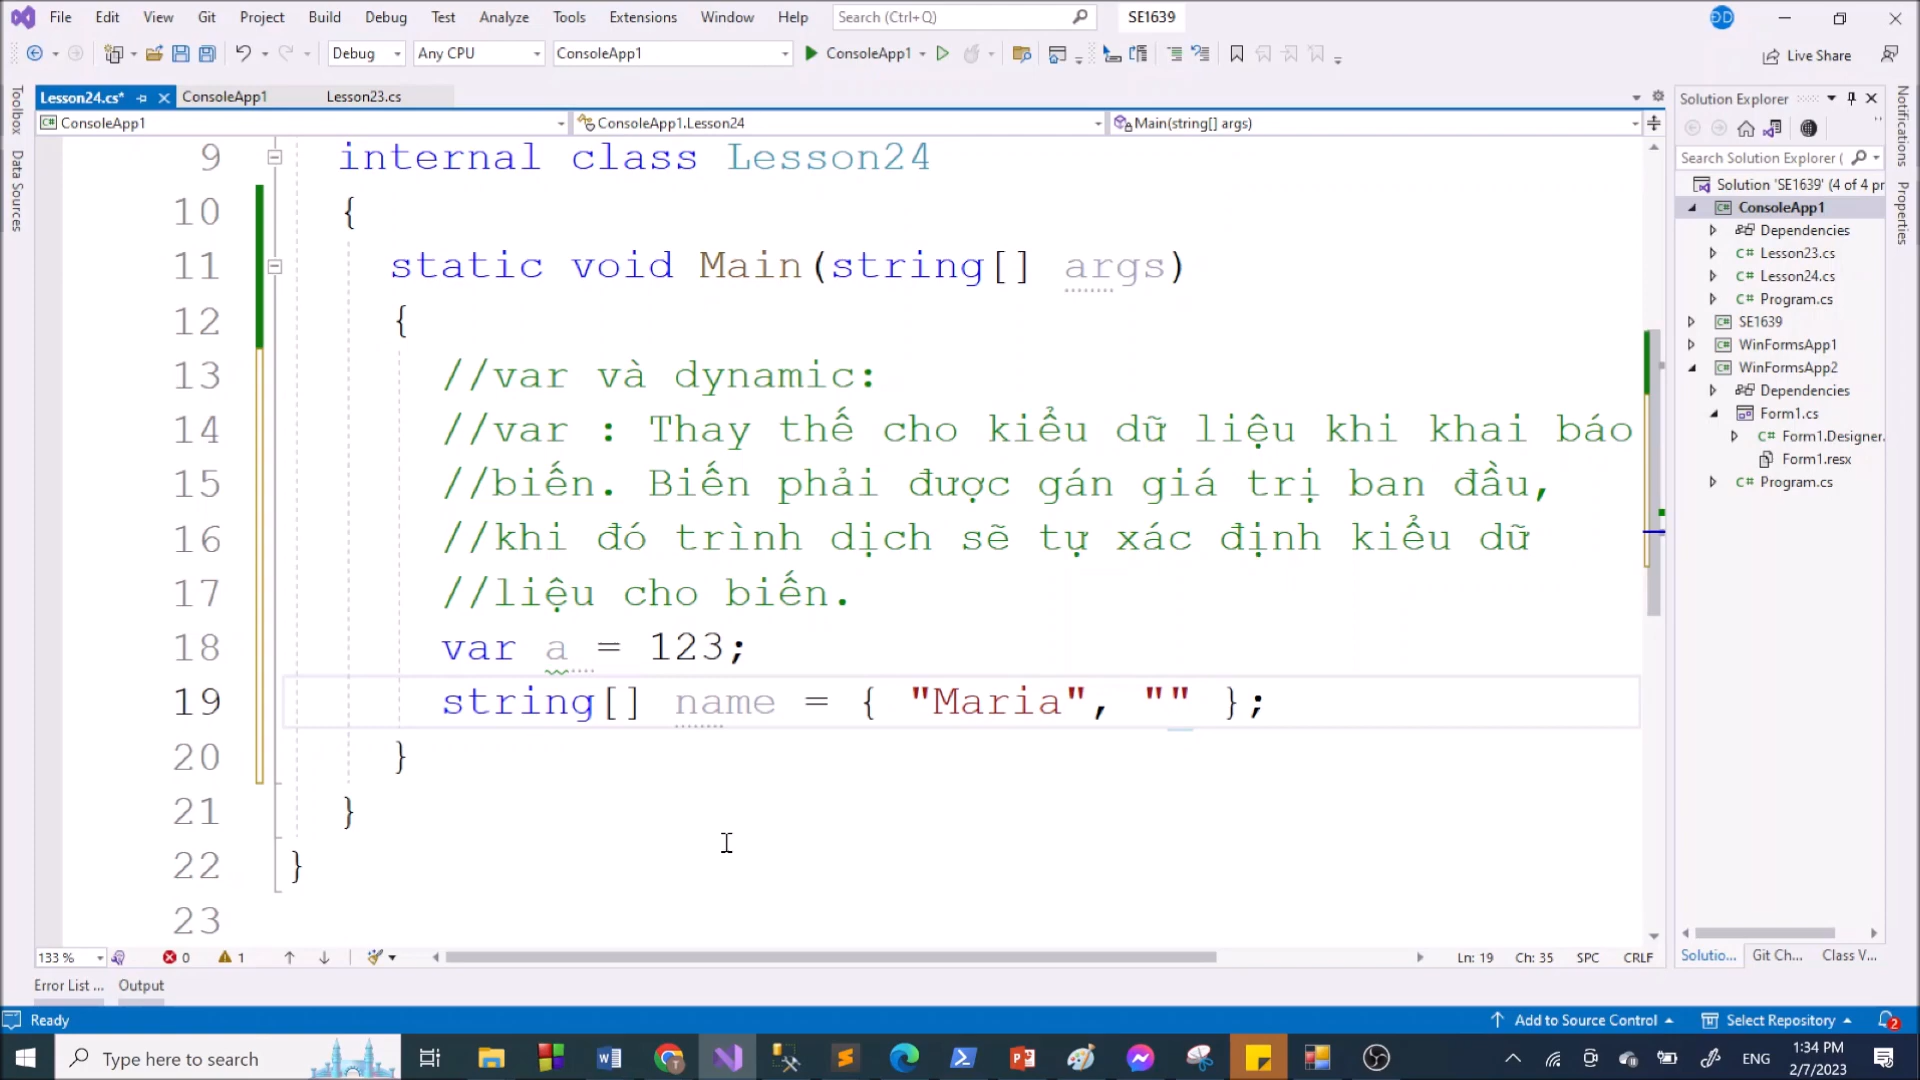 File Edit View Git Project Build Debug Test Analyze Tools Extensions Window Help Search (Ctrl+Q) SE1639 ĐD
Debug Any CPU ConsoleApp1 ConsoleApp1 Live Share
Lesson24.cs* ConsoleApp1 Lesson23.cs
ConsoleApp1 ConsoleApp1.Lesson24 Main(string[] args)
Toolbox
Data Sources
9 internal class Lesson24
10 {
11 static void Main(string[] args)
12 {
13 //var và dynamic:
14 //var : Thay thế cho kiểu dữ liệu khi khai báo
15 //biến. Biến phải được gán giá trị ban đầu,
16 //khi đó trình dịch sẽ tự xác định kiểu dữ
17 //liệu cho biến.
18 var a = 123;
19 string[] name = { "Maria", "" };
20 }
21 }
22 }
23
133 % 0 1 Ln: 19 Ch: 35 SPC CRLF
Error List ... Output
Solution Explorer
Search Solution Explorer (
Solution 'SE1639' (4 of 4 pr
ConsoleApp1
Dependencies
C# Lesson23.cs
C# Lesson24.cs
C# Program.cs
SE1639
WinFormsApp1
WinFormsApp2
Dependencies
Form1.cs
C# Form1.Designer.
Form1.resx
C# Program.cs
Solutio... Git Ch... Class V...
Notifications
Properties
Ready Add to Source Control Select Repository 2
Type here to search ENG 1:34 PM
2/7/2023